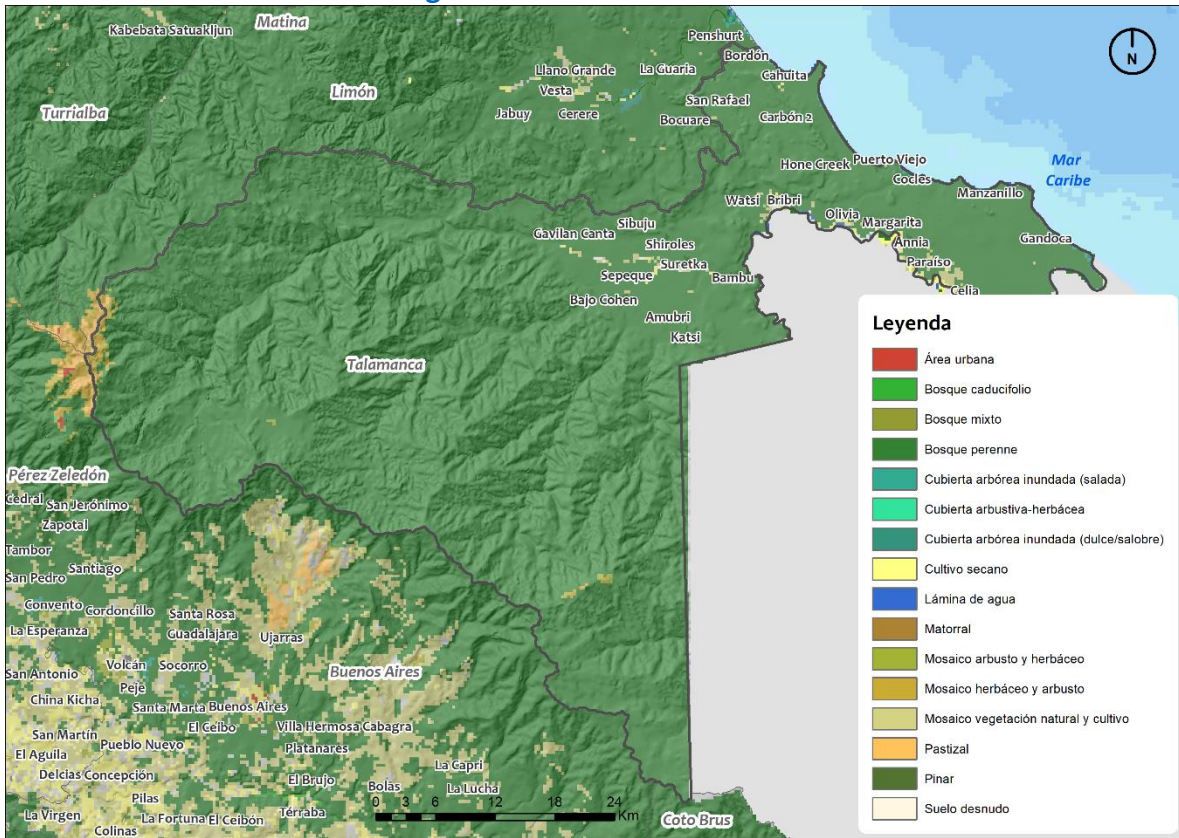 Matina
Kabebata Satuakljun
Penshurt
Bordón
N
Llano Grande
La Guaria
Cahuita
Turrialba
Limón
Vesta
San Rafael
Jabuy
Cerere
Bocuare
Carbón 2
Mar
Caribe
Hone Creek
Puerto Viejo
Cocles
Manzanillo
Watsi
Bribri
Olivia
Margarita
Gandoca
Sibuju
Gavilan Canta
Shiroles
Annia
Suretka
Paraíso
Sepeque
Bambu
Celia
Bajo Cohen
Amubri
Katsi
Talamanca
Pérez Zeledón
Cedral
San Jerónimo
Zapotal
Tambor
San Pedro
Santiago
Convento
Cordoncillo
Santa Rosa
La Esperanza
Guadalajara
Ujarras
San Antonio
Volcán
Socorro
Buenos Aires
China Kicha
Peje
Santa Marta
Buenos Aires
San Martín
El Ceibo
Villa Hermosa
Cabagra
El Aguila
Pueblo Nuevo
Platanares
Delcias
Concepción
El Brujo
La Capri
Bolas
La Lucha
Pilas
La Virgen
La Fortuna
El Ceibón
Térraba
Colinas
Coto Brus
0 3 6 12 18 24
Km
Leyenda
Área urbana
Bosque caducifolio
Bosque mixto
Bosque perenne
Cubierta arbórea inundada (salada)
Cubierta arbustiva-herbácea
Cubierta arbórea inundada (dulce/salobre)
Cultivo secano
Lámina de agua
Matorral
Mosaico arbusto y herbáceo
Mosaico herbáceo y arbusto
Mosaico vegetación natural y cultivo
Pastizal
Pinar
Suelo desnudo